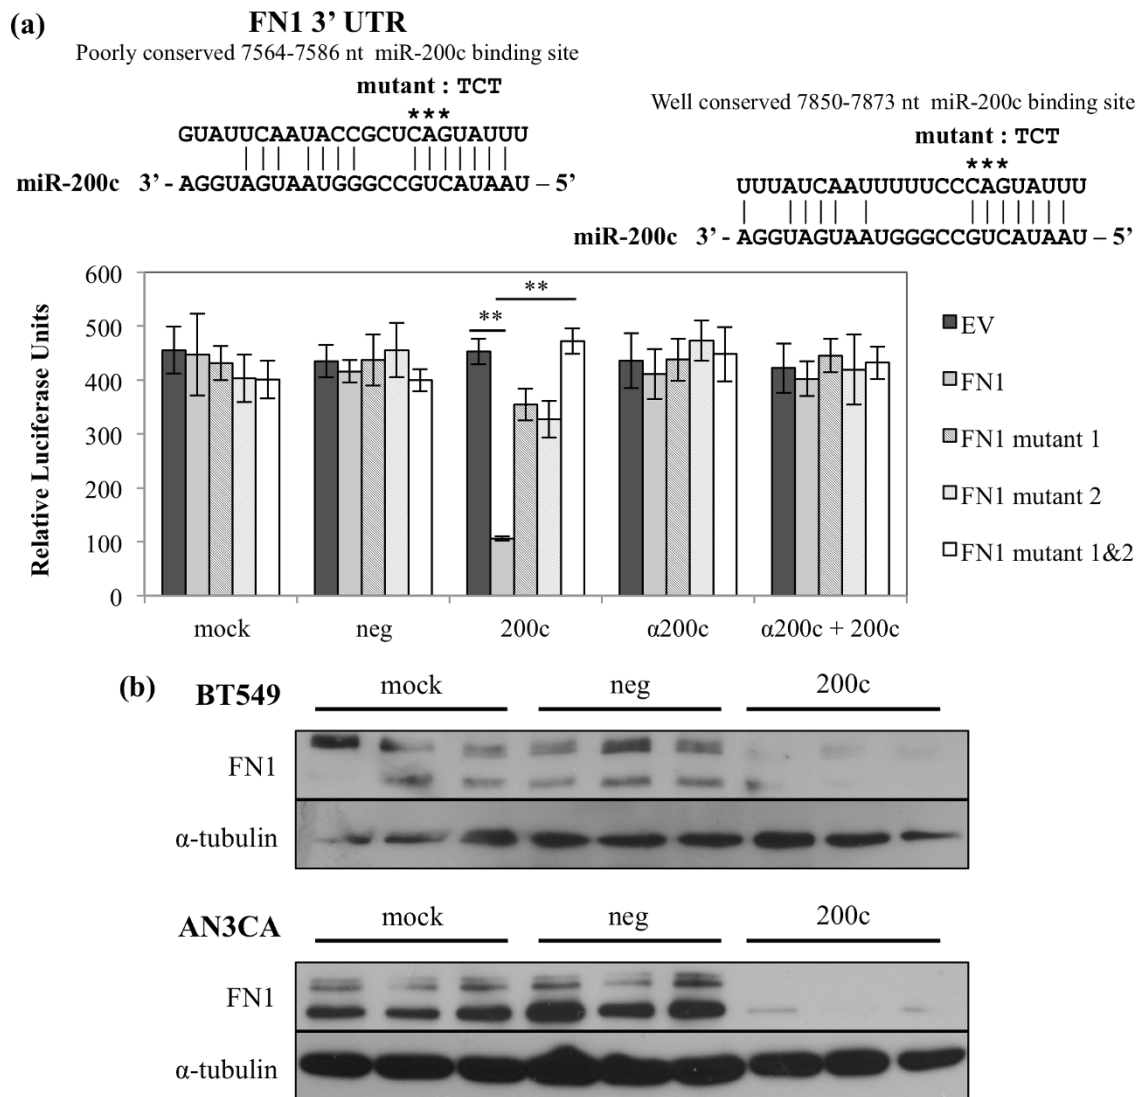 (a)
FN1 3’ UTR
Poorly conserved 7564-7586 nt miR-200c binding site
mutant : TCT
***
GUAUUCAAUACCGCUCAGUAUUU
miR-200c 3’ - AGGUAGUAAUGGGCCGUCAUAAU – 5’
Well conserved 7850-7873 nt miR-200c binding site
mutant : TCT
***
UUUAUCAAUUUUUCCCAGUAUUU
miR-200c 3’ - AGGUAGUAAUGGGCCGUCAUAAU – 5’
Relative Luciferase Units
600
500
400
300
200
100
0
**
**
mock
neg
200c
α200c
α200c + 200c
EV
FN1
FN1 mutant 1
FN1 mutant 2
FN1 mutant 1&2
(b)
BT549
mock
neg
200c
FN1
α-tubulin
AN3CA
mock
neg
200c
FN1
α-tubulin